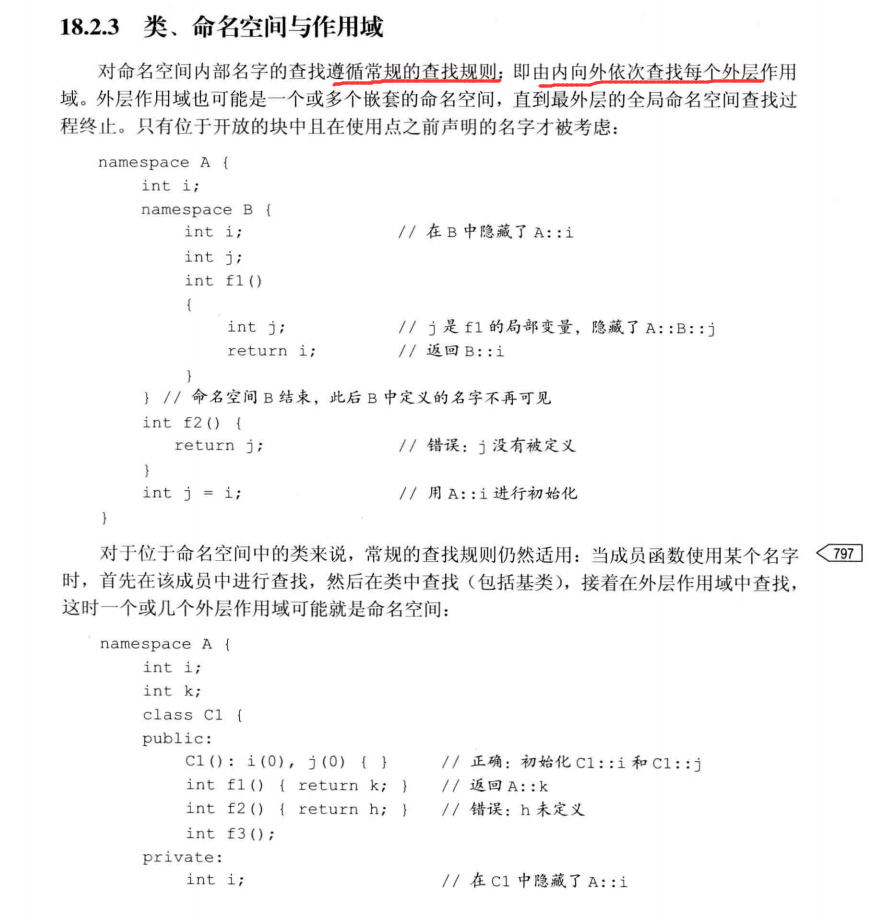 18.2.3 类、命名空间与作用域
对命名空间内部名字的查找遵循常规的查找规则：即由内向外依次查找每个外层作用
域。外层作用域也可能是一个或多个嵌套的命名空间，直到最外层的全局命名空间查找过
程终止。只有位于开放的块中且在使用点之前声明的名字才被考虑：
namespace A {
int i;
namespace B {
int i; // 在 B 中隐藏了 A::i
int j;
int f1()
{
int j; // j 是 f1 的局部变量，隐藏了 A::B::j
return i; // 返回 B::i
}
} // 命名空间 B 结束，此后 B 中定义的名字不再可见
int f2() {
return j; // 错误：j 没有被定义
}
int j = i; // 用 A::i 进行初始化
}
对于位于命名空间中的类来说，常规的查找规则仍然适用：当成员函数使用某个名字
797
时，首先在该成员中进行查找，然后在类中查找（包括基类），接着在外层作用域中查找，
这时一个或几个外层作用域可能就是命名空间：
namespace A {
int i;
int k;
class C1 {
public:
C1(): i(0), j(0) { } // 正确：初始化 C1::i 和 C1::j
int f1() { return k; } // 返回 A::k
int f2() { return h; } // 错误：h 未定义
int f3();
private:
int i; // 在 C1 中隐藏了 A::i